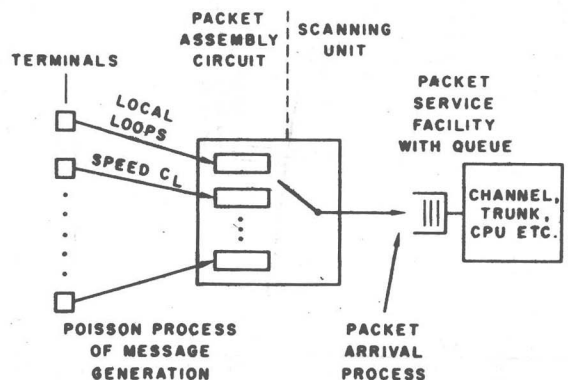 PACKET
ASSEMBLY
CIRCUIT
SCANNING
UNIT
TERMINALS
LOCAL
LOOPS
SPEED CL
PACKET
SERVICE
FACILITY
WITH QUEUE
CHANNEL,
TRUNK,
CPU ETC.
POISSON PROCESS
OF MESSAGE
GENERATION
PACKET
ARRIVAL
PROCESS